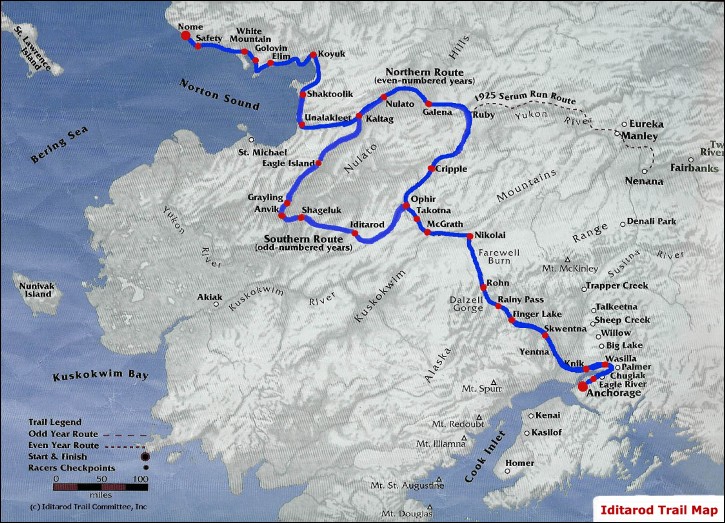 St. Lawrence
Island
Nome
Safety
White
Mountain
Golovin
Elim
Koyuk
Hills
Norton Sound
Shaktoolik
Northern Route
(even-numbered years)
Nulato
Galena
1925 Serum Run Route
Ruby
Yukon River
Eureka
Manley
Bering Sea
Unalakleet
Kaltag
St. Michael
Eagle Island
Nulato
Cripple
Fairbanks
Nenana
Mountains
Grayling
Anvik
Shageluk
Iditarod
Ophir
Takotna
McGrath
Nikolai
Yukon
River
Southern Route
(odd-numbered years)
Denali Park
Range
Farewell
Burn
Mt. McKinley
Susitna River
Nunivak
Island
Akiak
Kuskokwim River
Kuskokwim
Rohn
Dalzell
Gorge
Rainy Pass
Finger Lake
Trapper Creek
Talkeetna
Sheep Creek
Skwentna
Willow
Big Lake
Yentna
Alaska
Knik
Wasilla
Palmer
Chugiak
Eagle River
Anchorage
Kuskokwim Bay
Mt. Spurr
Mt. Redoubt
Mt. Iliamna
Cook Inlet
Kenai
Kasilof
Homer
Mt. St. Augustine
Mt. Douglas
Trail Legend
Odd Year Route
Even Year Route
Start & Finish
Racers Checkpoints
0 50 100 150
miles
(c) Iditarod Trail Committee, Inc
Iditarod Trail Map